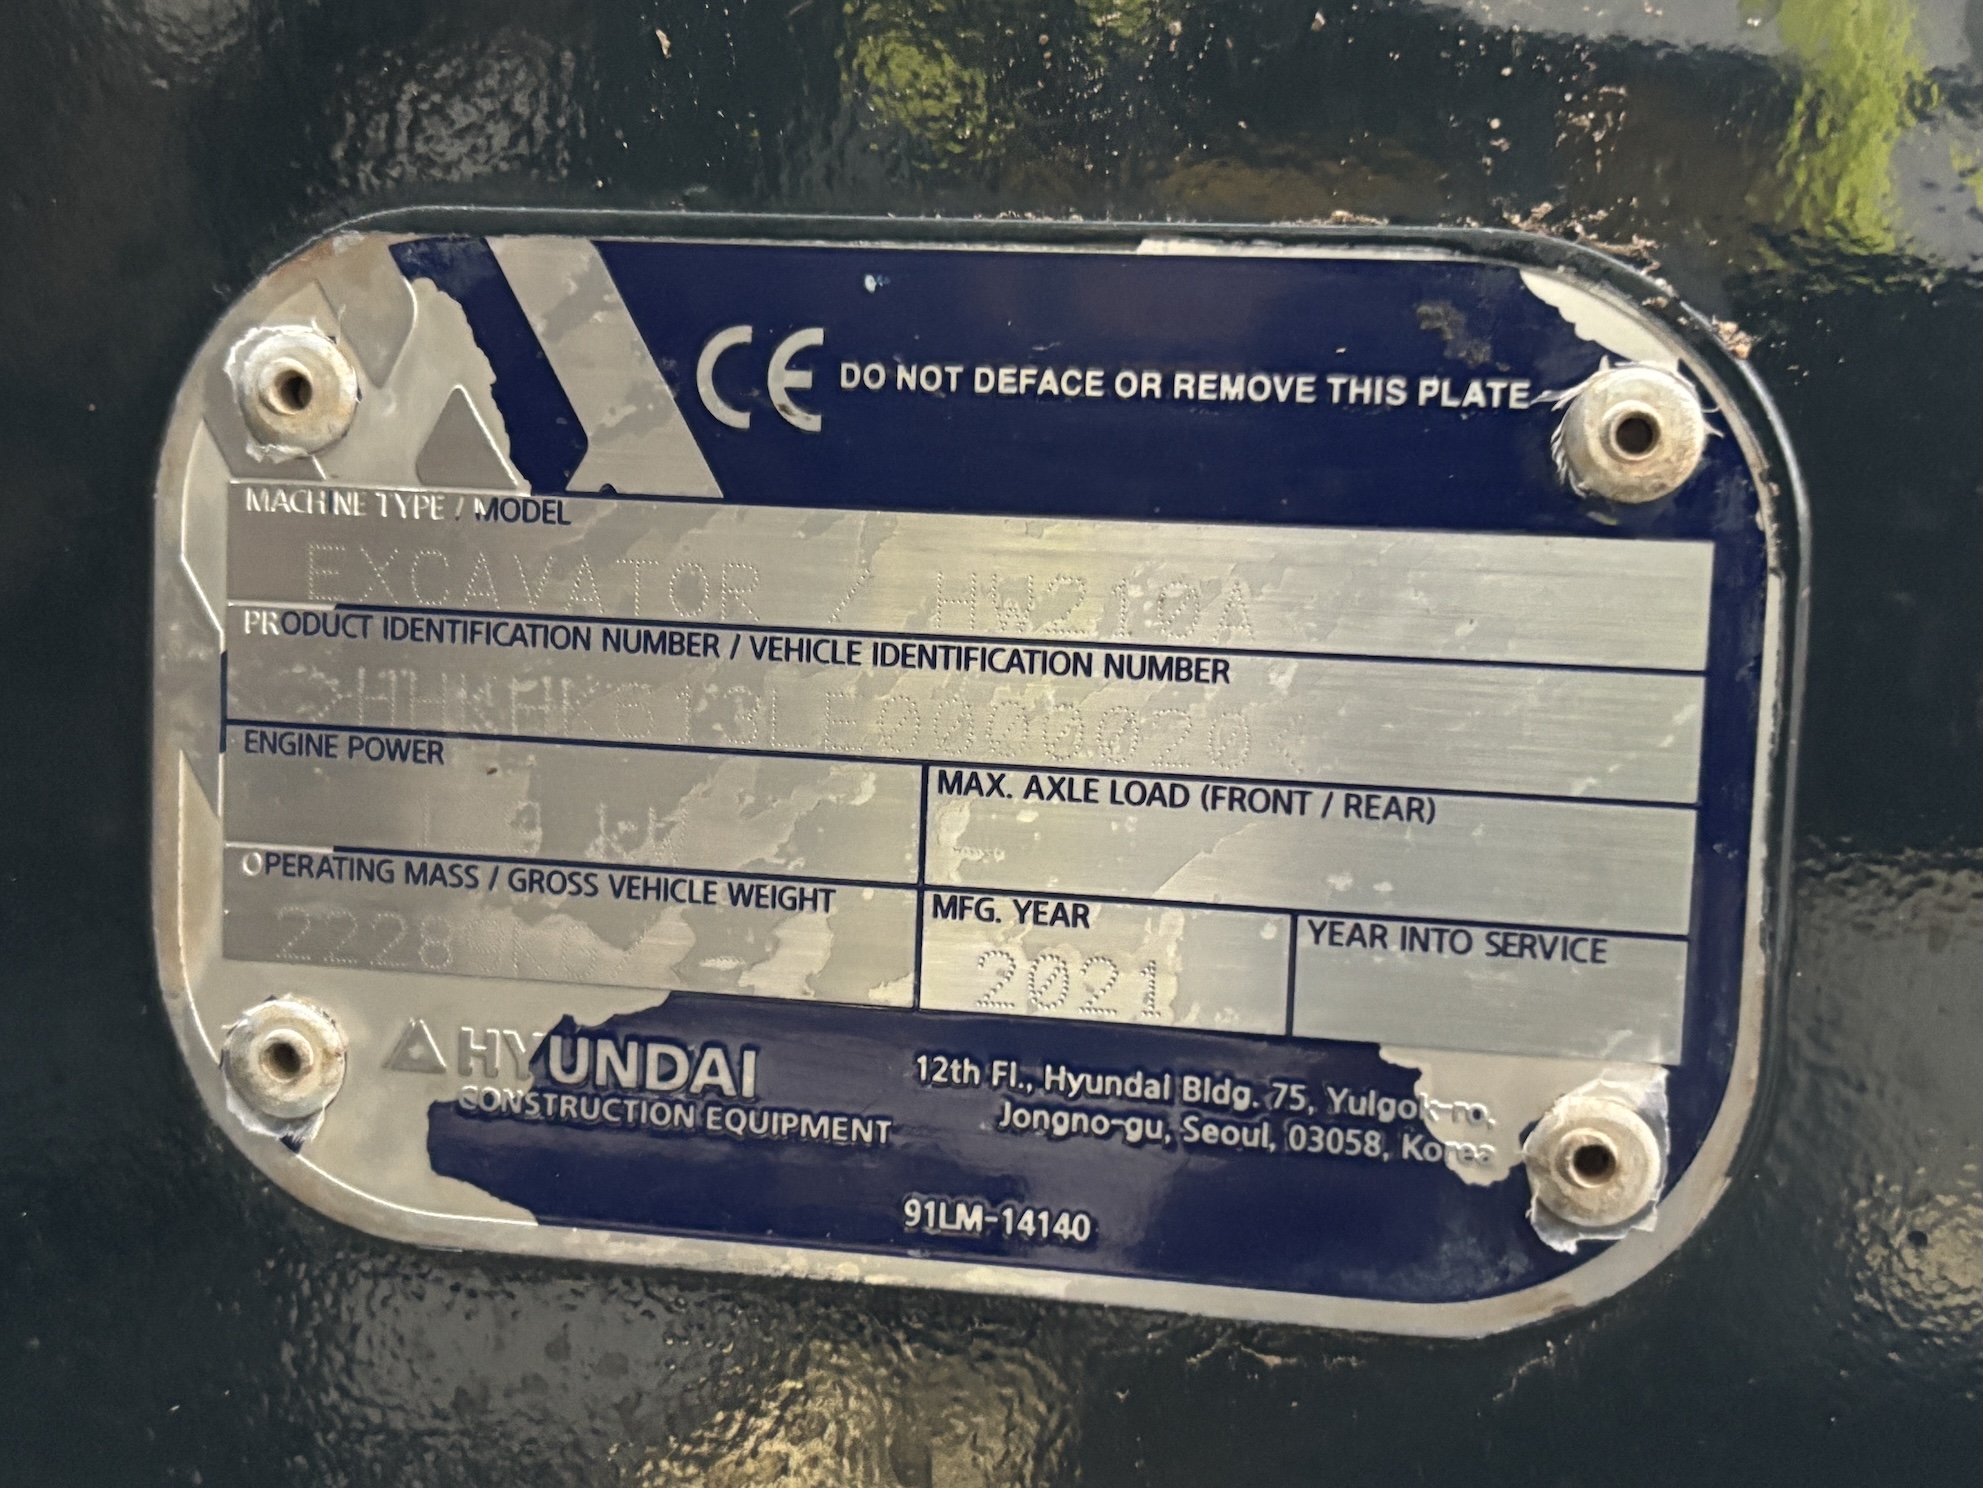 CE DO NOT DEFACE OR REMOVE THIS PLATE
MACHINE TYPE / MODEL
EXCAVATOR / HW210A
PRODUCT IDENTIFICATION NUMBER / VEHICLE IDENTIFICATION NUMBER
ENGINE POWER
MAX. AXLE LOAD (FRONT / REAR)
kW
-
OPERATING MASS / GROSS VEHICLE WEIGHT
MFG. YEAR
YEAR INTO SERVICE
2021
HYUNDAI
CONSTRUCTION EQUIPMENT
12th Fl., Hyundai Bldg. 75, Yulgok-ro,
Jongno-gu, Seoul, 03058, Korea
91LM-14140